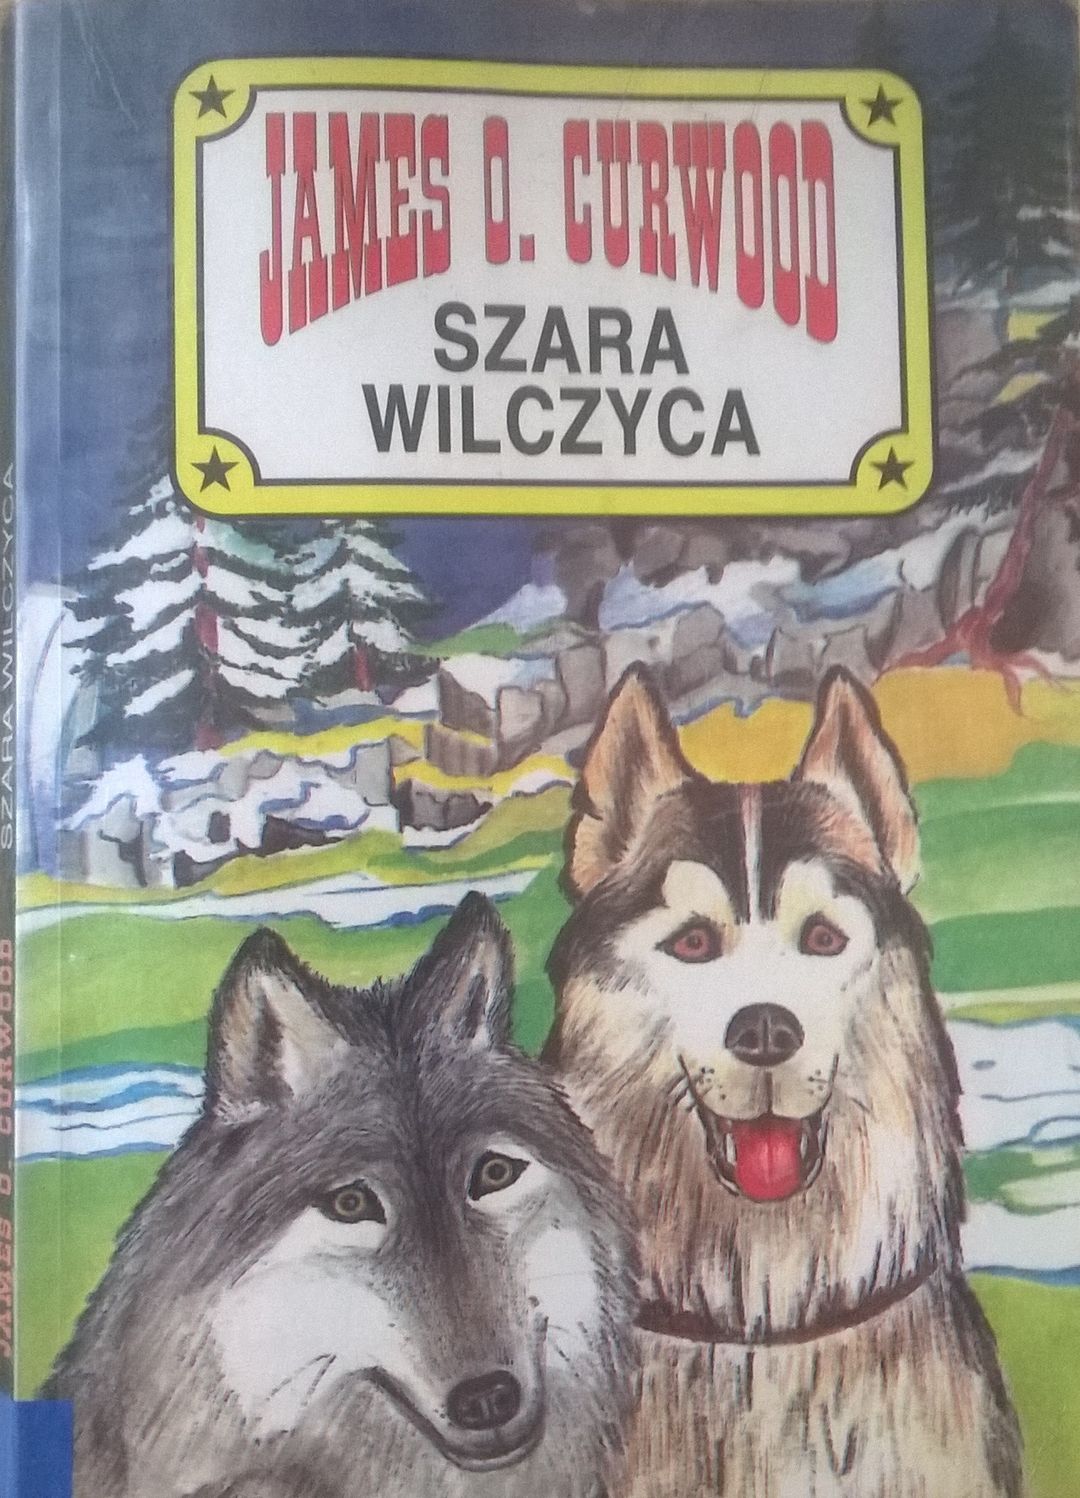 JAMES O. CURWOOD
SZARA
WILCZYCA
JAMES O. CURWOOD SZARA WILCZYCA